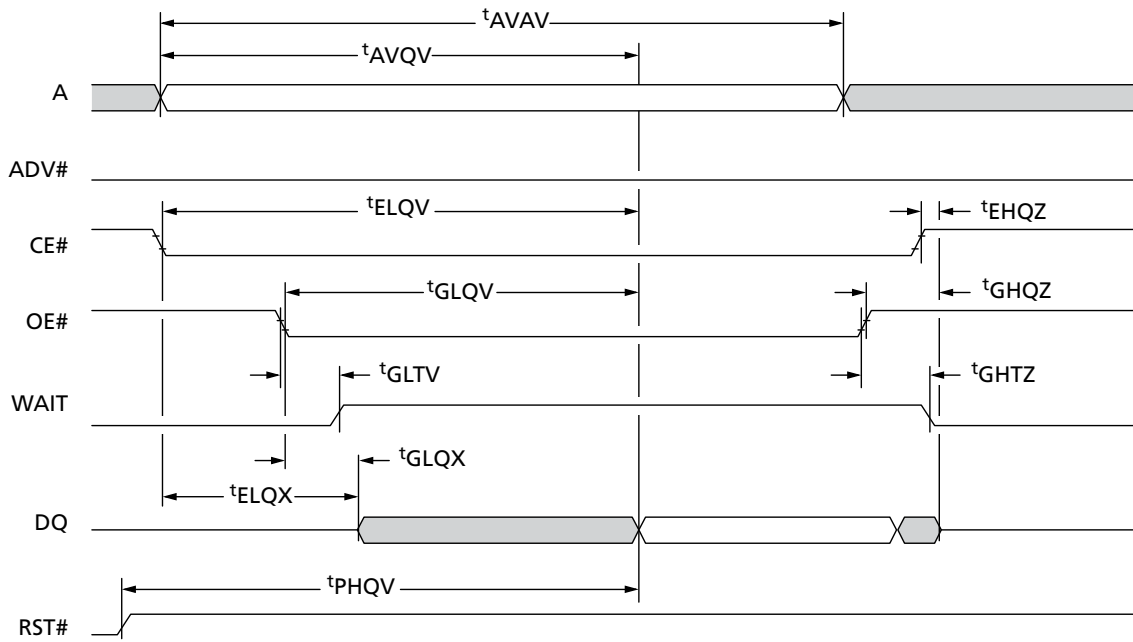 tAVAV
tAVQV
A
ADV#
tELQV
tEHQZ
CE#
tGLQV
tGHQZ
OE#
tGLTV
tGHTZ
WAIT
tGLQX
tELQX
DQ
tPHQV
RST#